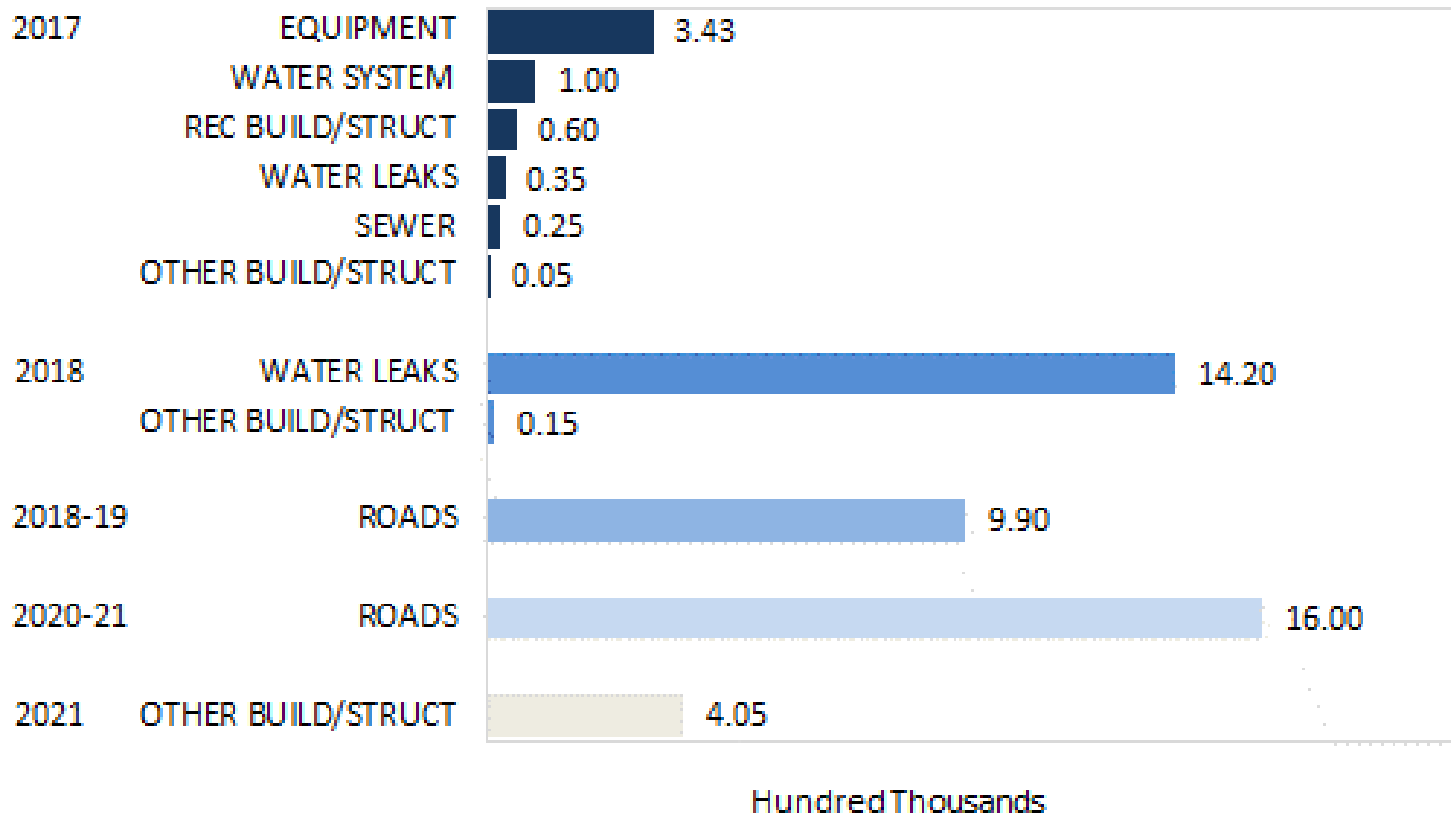 2017 EQUIPMENT 3.43
WATER SYSTEM 1.00
REC BUILD/STRUCT 0.60
WATER LEAKS 0.35
SEWER 0.25
OTHER BUILD/STRUCT 0.05
2018 WATER LEAKS 14.20
OTHER BUILD/STRUCT 0.15
2018-19 ROADS 9.90
2020-21 ROADS 16.00
2021 OTHER BUILD/STRUCT 4.05
Hundred Thousands